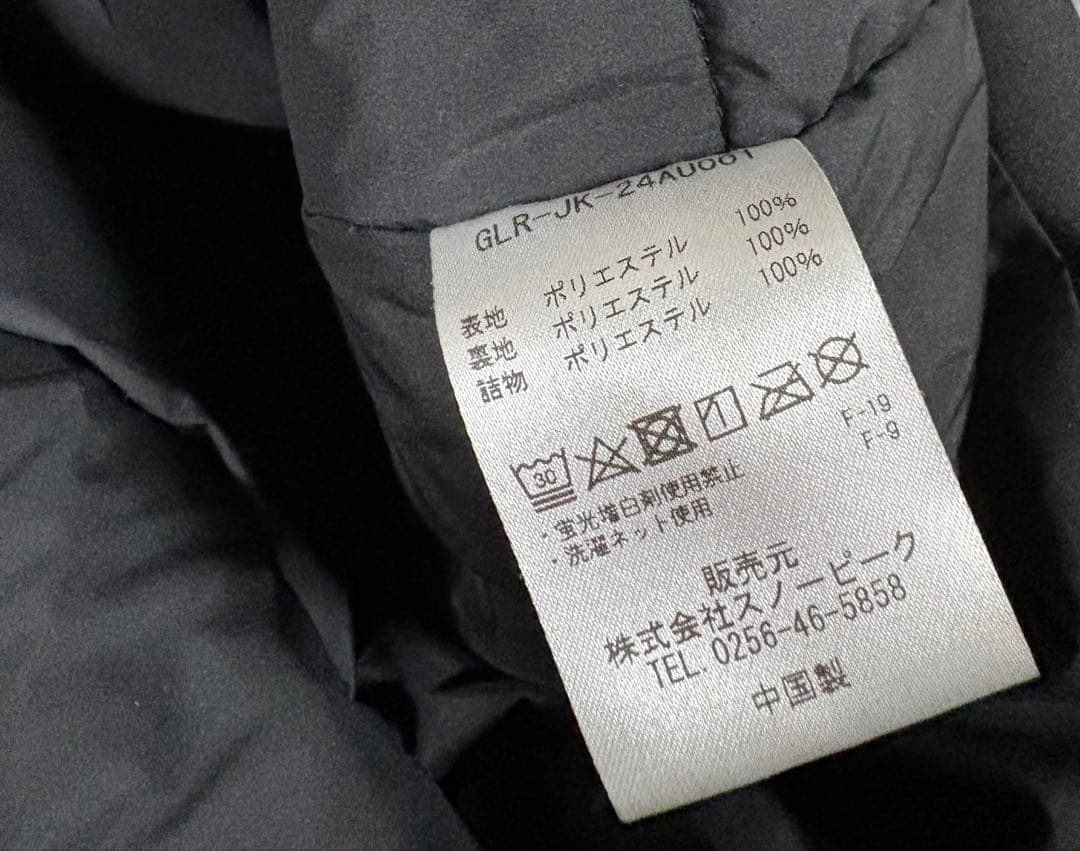 GLR-JK-24AU001
表地 ポリエステル 100%
裏地 ポリエステル 100%
詰物 ポリエステル 100%
30
F-19
F-9
・蛍光増白剤使用禁止
・洗濯ネット使用
販売元
株式会社スノーピーク
TEL. 0256-46-5858
中国製